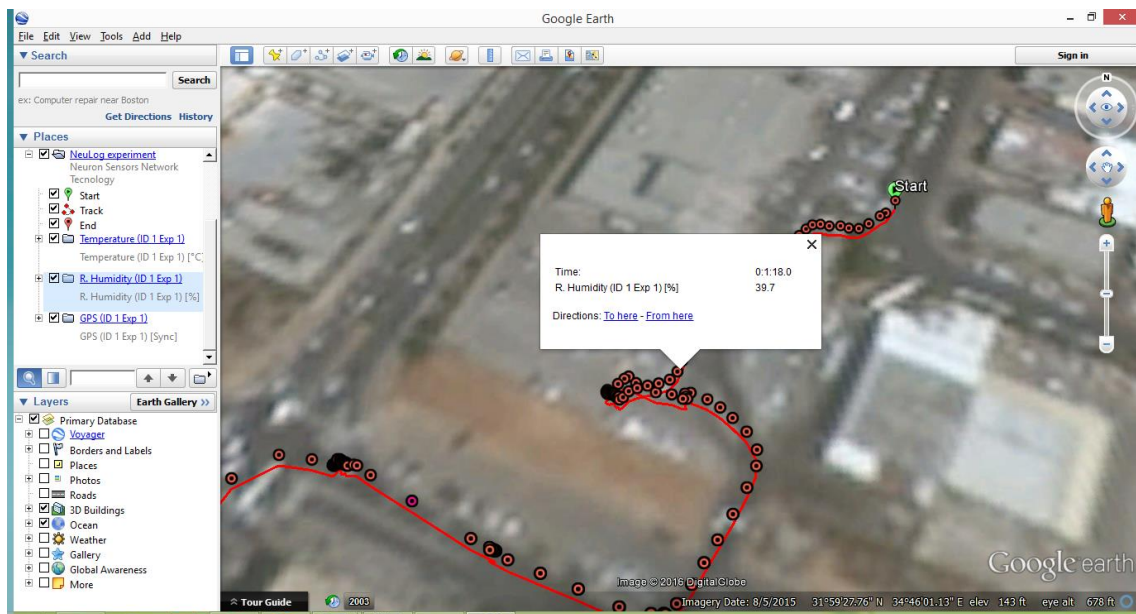 Google Earth
File Edit View Tools Add Help
Search
Sign in
Search
ex: Computer repair near Boston
Get Directions History
Places
NeuLog experiment
Neuron Sensors Network
Tecnology
Start
Track
End
Temperature (ID 1 Exp 1)
Temperature (ID 1 Exp 1) [°C]
R. Humidity (ID 1 Exp 1)
R. Humidity (ID 1 Exp 1) [%]
GPS (ID 1 Exp 1)
GPS (ID 1 Exp 1) [Sync]
Layers
Earth Gallery >>
Primary Database
Voyager
Borders and Labels
Places
Photos
Roads
3D Buildings
Ocean
Weather
Gallery
Global Awareness
More
N
Start
Time: 0:1:18.0
R. Humidity (ID 1 Exp 1) [%] 39.7
Directions: To here - From here
Google earth
Image © 2016 DigitalGlobe
Tour Guide
2003
Imagery Date: 8/5/2015 31°59'27.76" N 34°46'01.13" E elev 143 ft eye alt 678 ft